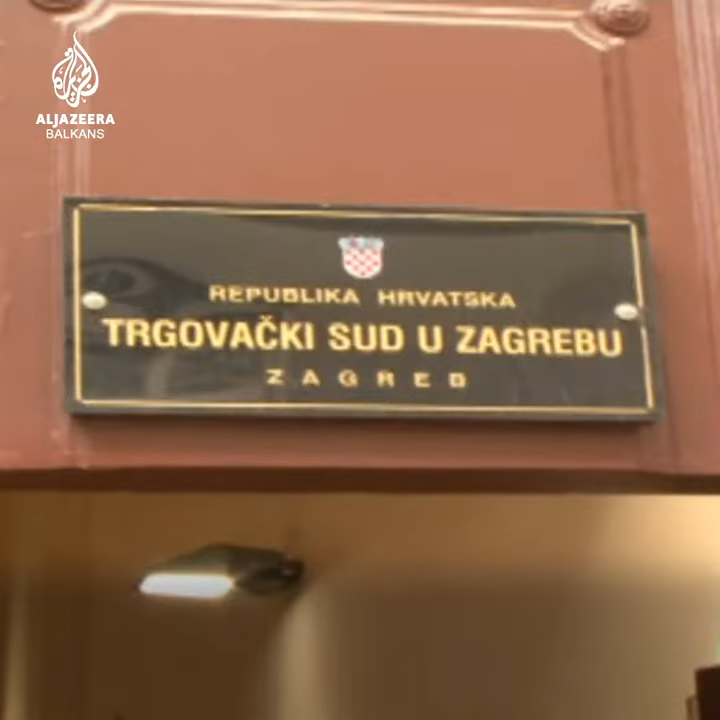 ALJAZEERA
BALKANS
REPUBLIKA HRVATSKA
TRGOVAČKI SUD U ZAGREBU
ZAGREB